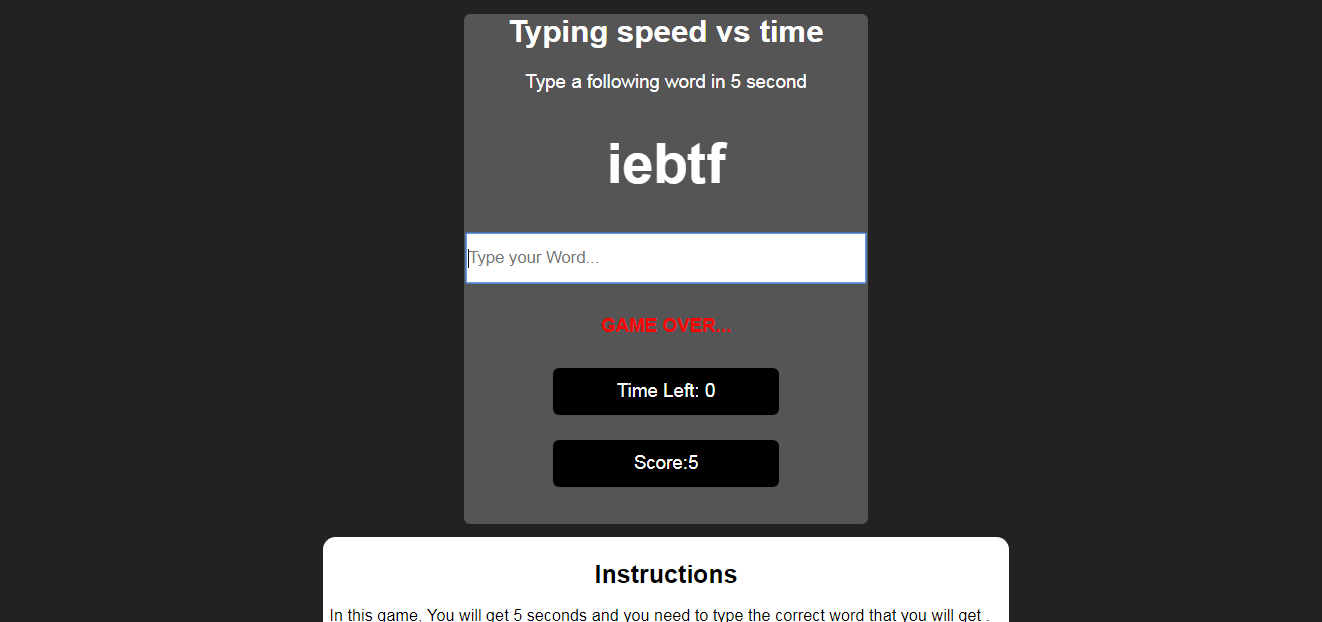 Typing speed vs time
Type a following word in 5 second
iebtf
Type your Word...
GAME OVER...
Time Left: 0
Score:5
Instructions
In this game, You will get 5 seconds and you need to type the correct word that you will get .